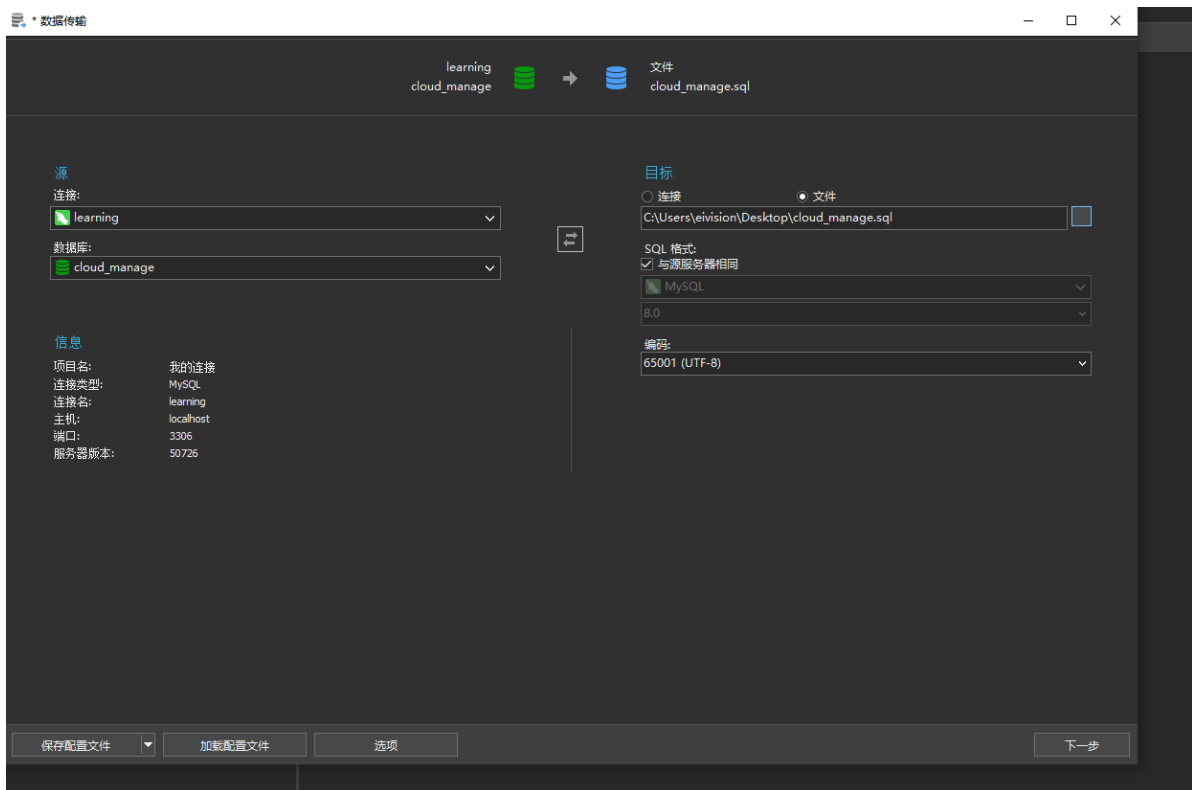 * 数据传输
learning
cloud_manage
文件
cloud_manage.sql
源
连接:
learning
数据库:
cloud_manage
信息
项目名: 我的连接
连接类型: MySQL
连接名: learning
主机: localhost
端口: 3306
服务器版本: 50726
目标
连接 文件
C:\Users\eivision\Desktop\cloud_manage.sql
SQL 格式:
与源服务器相同
MySQL
8.0
编码:
65001 (UTF-8)
保存配置文件 加载配置文件 选项 下一步